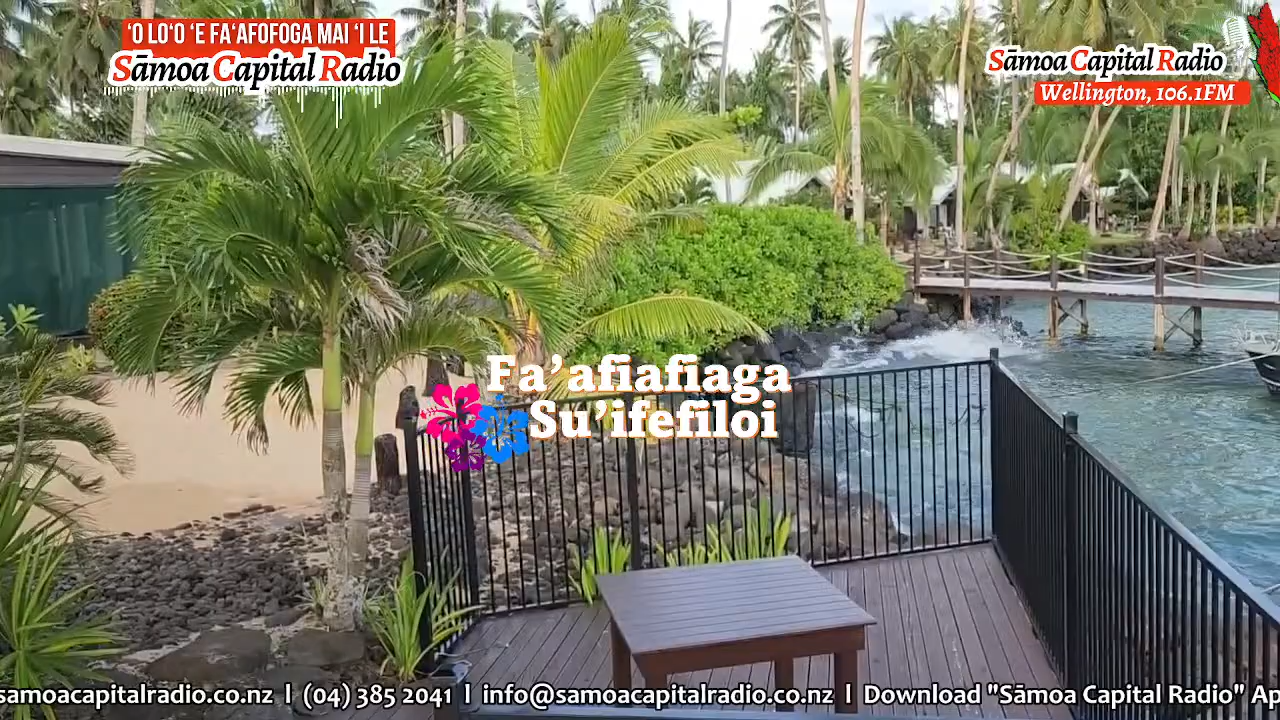 ‘O LO‘O ‘E FA‘AFOFOGA MAI ‘I LE
Sāmoa Capital Radio
Sāmoa Capital Radio
Wellington, 106.1FM
Fa’afiafiaga
Su’ifefiloi
samoacapitalradio.co.nz l (04) 385 2041 l info@samoacapitalradio.co.nz l Download "Sāmoa Capital Radio" Ap